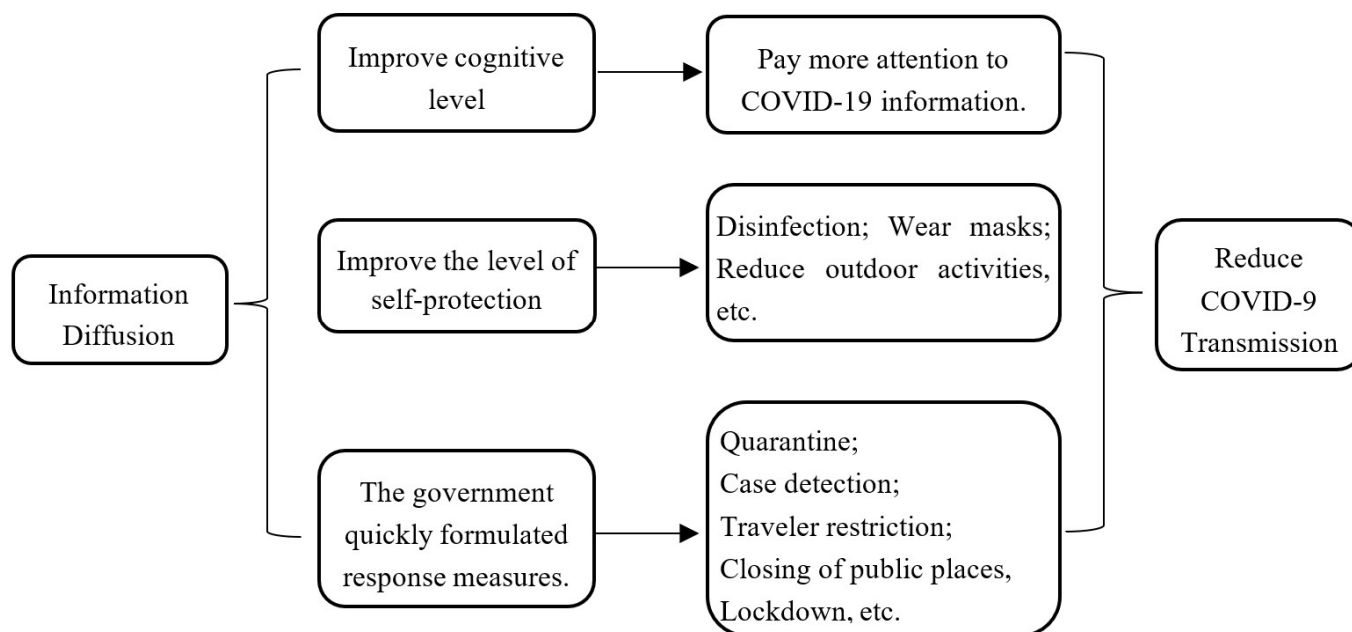 Information
Diffusion
Improve cognitive
level
Pay more attention to
COVID-19 information.
Improve the level of
self-protection
Disinfection; Wear masks;
Reduce outdoor activities,
etc.
The government
quickly formulated
response measures.
Quarantine;
Case detection;
Traveler restriction;
Closing of public places,
Lockdown, etc.
Reduce
COVID-9
Transmission